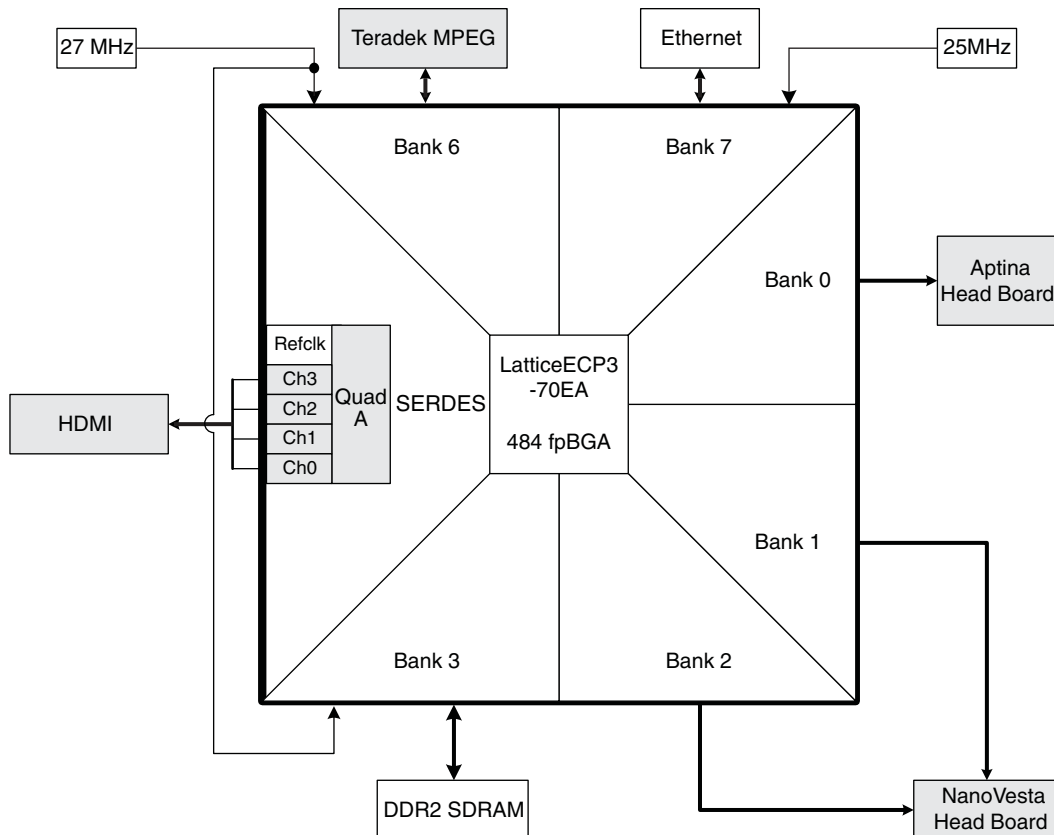 27 MHz
Teradek MPEG
Ethernet
25MHz
Bank 6
Bank 7
Bank 0
Aptina
Head Board
Refclk
Ch3
Ch2
Ch1
Ch0
Quad
A
SERDES
LatticeECP3
-70EA
484 fpBGA
HDMI
Bank 1
Bank 3
Bank 2
DDR2 SDRAM
NanoVesta
Head Board